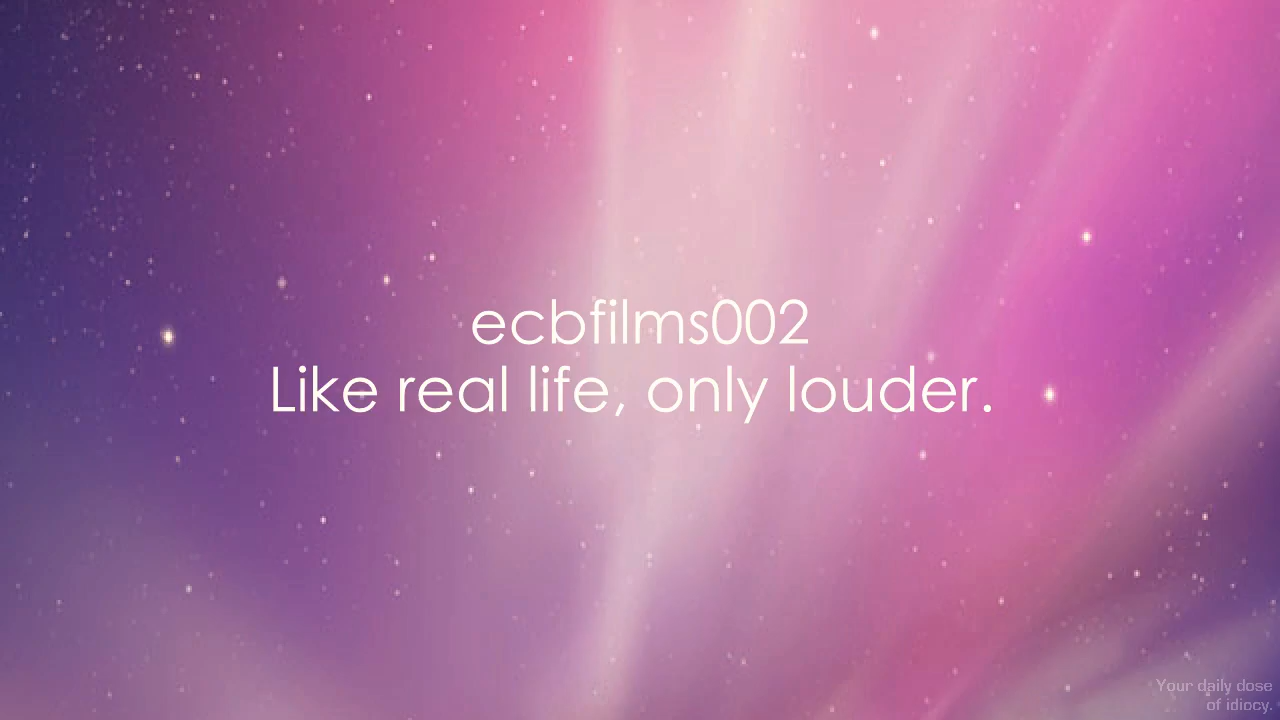 ecbfilms002
Like real life, only louder.
Your daily dose
of idiocy.